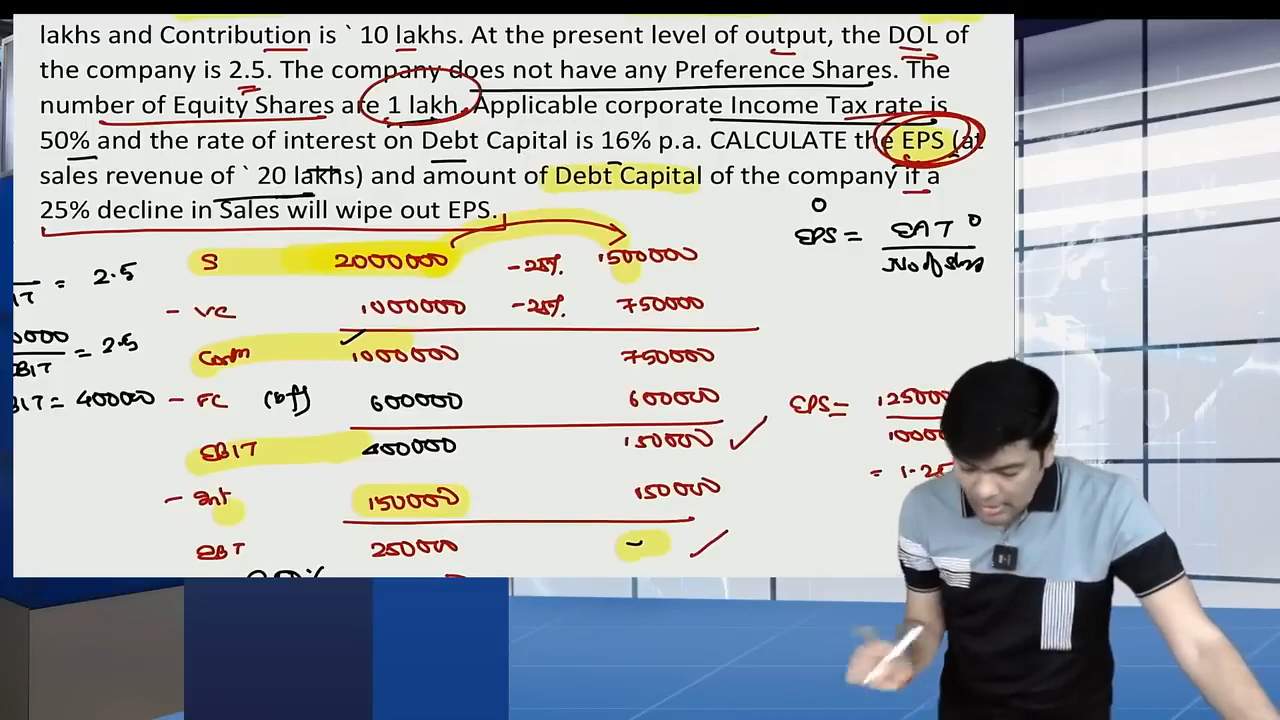 lakhs and Contribution is ` 10 lakhs. At the present level of output, the DOL of
the company is 2.5. The company does not have any Preference Shares. The
number of Equity Shares are 1 lakh. Applicable corporate Income Tax rate is
50% and the rate of interest on Debt Capital is 16% p.a. CALCULATE the EPS (at
sales revenue of ` 20 lakhs) and amount of Debt Capital of the company if a
25% decline in Sales will wipe out EPS.
0
EPS = EAT 0
No of shs
S 2000000 -25% 1500000
= 2.5
- VC 1000000 -25% 750000
= 2.5
Com 1000000 750000
= 400000
- FC (bf) 600000 600000
EPS =
EBIT 400000 150000
- Int 150000 150000
EBT 250000 -